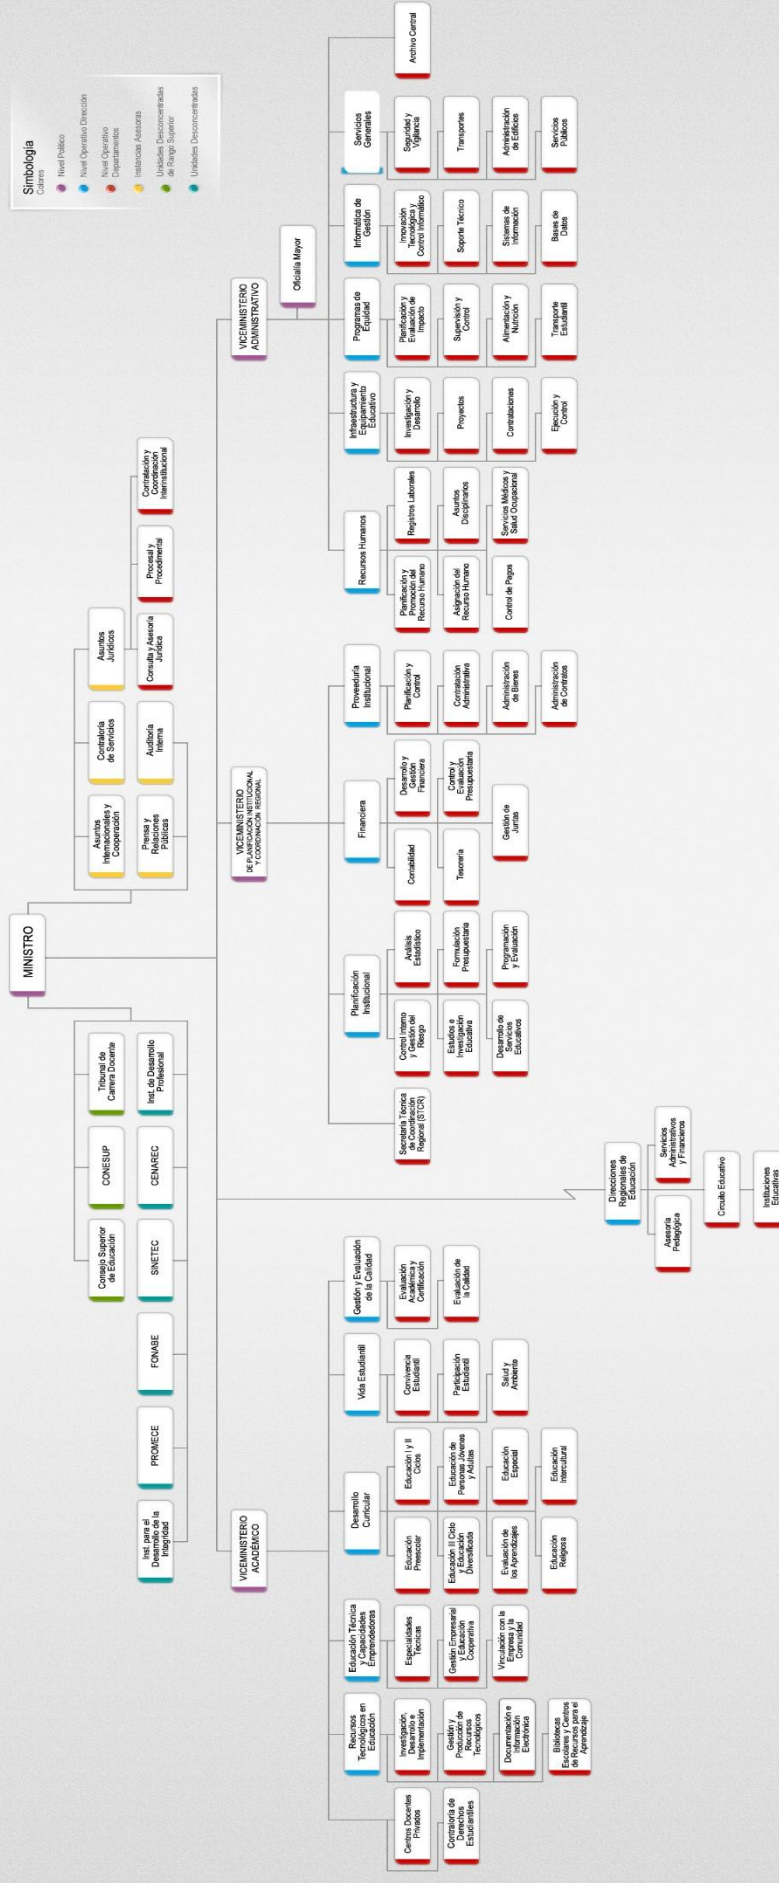 MINISTRO
Simbología
Colores
Nivel Político
Nivel Operativo Dirección
Nivel Operativo
Departamentos
Instancias Asesoras
Unidades Desconcentradas
de Rango Superior
Unidades Desconcentradas
Consejo Superior
de Educación
CONESUP
Tribunal de
Carrera Docente
Inst. para el
Desarrollo de la
Integridad
PROMECE
FONABE
SINETEC
CENAREC
Inst. de Desarrollo
Profesional
Asuntos
Internacionales y
Cooperación
Contraloría
de Servicios
Asuntos
Jurídicos
Prensa y
Relaciones
Públicas
Auditoría
Interna
Consulta y Asesoría
Jurídica
Procesal y
Procedimental
Contratación y
Coordinación
Interinstitucional
VICEMINISTERIO
ACADÉMICO
Centros Docentes
Privados
Contraloría de
Derechos
Estudiantiles
Recursos
Tecnológicos en
Educación
Investigación,
Desarrollo e
Implementación
Gestión y
Producción de
Recursos
Tecnológicos
Documentación e
Información
Electrónica
Bibliotecas
Escolares y Centros
de Recursos para el
Aprendizaje
Educación Técnica
y Capacidades
Emprendedoras
Especialidades
Técnicas
Gestión Empresarial
y Educación
Cooperativa
Vinculación con la
Empresa y la
Comunidad
Desarrollo
Curricular
Educación
Preescolar
Educación I y II
Ciclos
Educación III Ciclo
y Educación
Diversificada
Educación de
Personas Jóvenes
y Adultas
Evaluación de
los Aprendizajes
Educación
Especial
Educación
Religiosa
Educación
Intercultural
Vida Estudiantil
Convivencia
Estudiantil
Participación
Estudiantil
Salud y
Ambiente
Gestión y Evaluación
de la Calidad
Evaluación
Académica y
Certificación
Evaluación de
la Calidad
Direcciones
Regionales de
Educación
Asesoría
Pedagógica
Servicios
Administrativos
y Financieros
Circuito Educativo
Instituciones
Educativas
VICEMINISTERIO
DE PLANIFICACIÓN INSTITUCIONAL
Y COORDINACIÓN REGIONAL
Secretaría Técnica
de Coordinación
Regional (STCR)
Planificación
Institucional
Control Interno
y Gestión del
Riesgo
Análisis
Estadístico
Estudios e
Investigación
Educativa
Formulación
Presupuestaria
Desarrollo de
Servicios
Educativos
Programación
y Evaluación
Financiera
Contabilidad
Desarrollo y
Gestión
Financiera
Tesorería
Control y
Evaluación
Presupuestaria
Gestión de
Juntas
Proveeduría
Institucional
Planificación y
Control
Contratación
Administrativa
Administración
de Bienes
Administración
de Contratos
VICEMINISTERIO
ADMINISTRATIVO
Oficialía Mayor
Recursos Humanos
Planificación y
Promoción del
Recurso Humano
Registros Laborales
Asignación del
Recurso Humano
Asuntos
Disciplinarios
Control de Pagos
Servicios Médicos y
Salud Ocupacional
Infraestructura y
Equipamiento
Educativo
Investigación y
Desarrollo
Proyectos
Contrataciones
Ejecución y
Control
Programas de
Equidad
Planificación y
Evaluación de
Impacto
Supervisión y
Control
Alimentación y
Nutrición
Transporte
Estudiantil
Informática de
Gestión
Innovación
Tecnológica y
Control Informático
Soporte Técnico
Sistemas de
Información
Bases de
Datos
Servicios
Generales
Seguridad y
Vigilancia
Transportes
Administración
de Edificios
Servicios
Públicos
Archivo Central